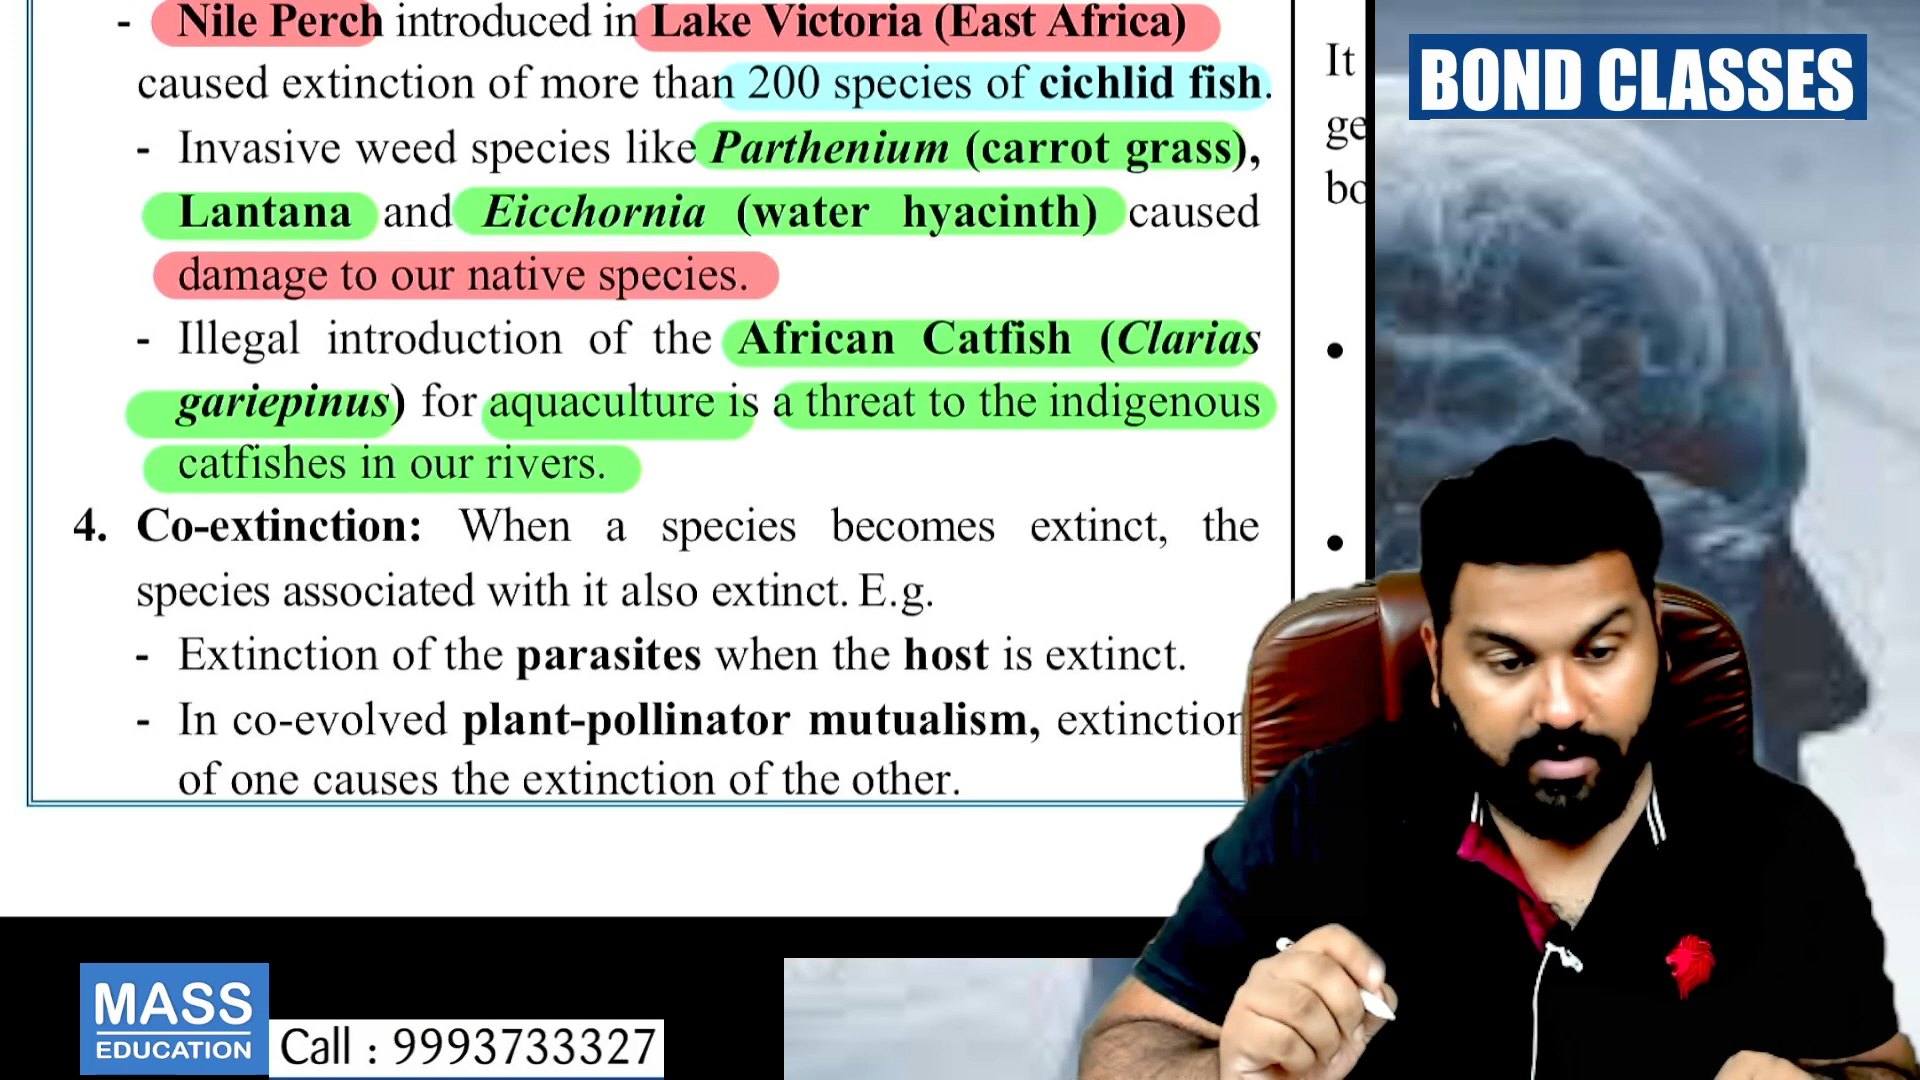 - Nile Perch introduced in Lake Victoria (East Africa)
caused extinction of more than 200 species of cichlid fish.
- Invasive weed species like Parthenium (carrot grass),
Lantana and Eicchornia (water hyacinth) caused
damage to our native species.
- Illegal introduction of the African Catfish (Clarias
gariepinus) for aquaculture is a threat to the indigenous
catfishes in our rivers.
4. Co-extinction: When a species becomes extinct, the
species associated with it also extinct. E.g.
- Extinction of the parasites when the host is extinct.
- In co-evolved plant-pollinator mutualism, extinction
of one causes the extinction of the other.
It
ge
bo
•
•
BOND CLASSES
MASS
EDUCATION
Call : 9993733327